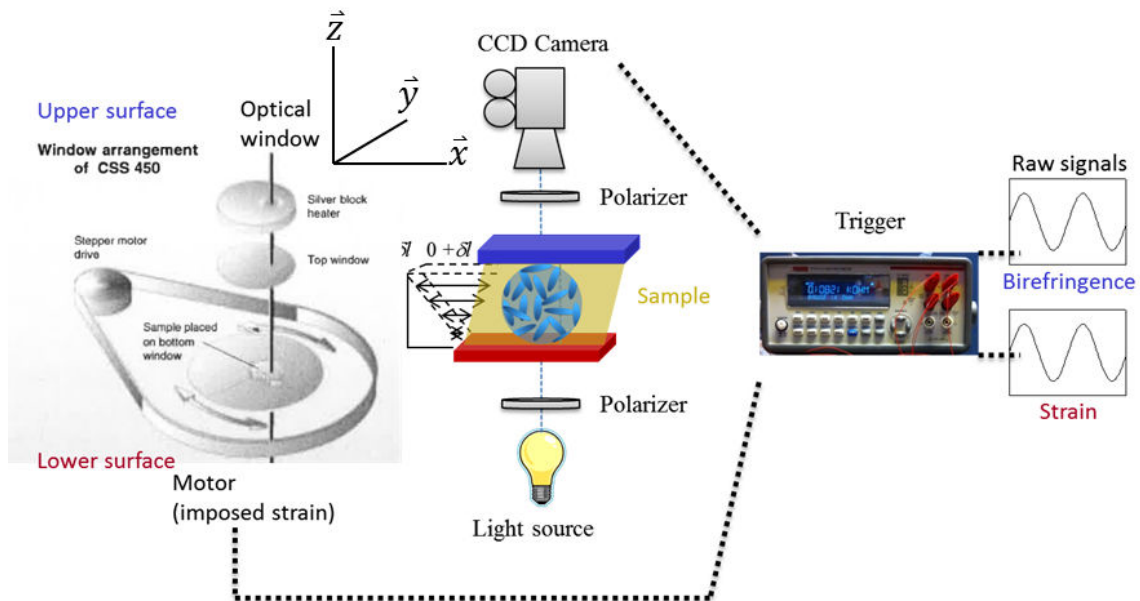 z
y
x
CCD Camera
Upper surface
Optical
window
Window arrangement
of CSS 450
Silver block
heater
Stepper motor
drive
Top window
Sample placed
on bottom
window
Lower surface
Motor
(imposed strain)
Polarizer
δl 0 +δl
Sample
Polarizer
Light source
Trigger
Raw signals
Birefringence
Strain